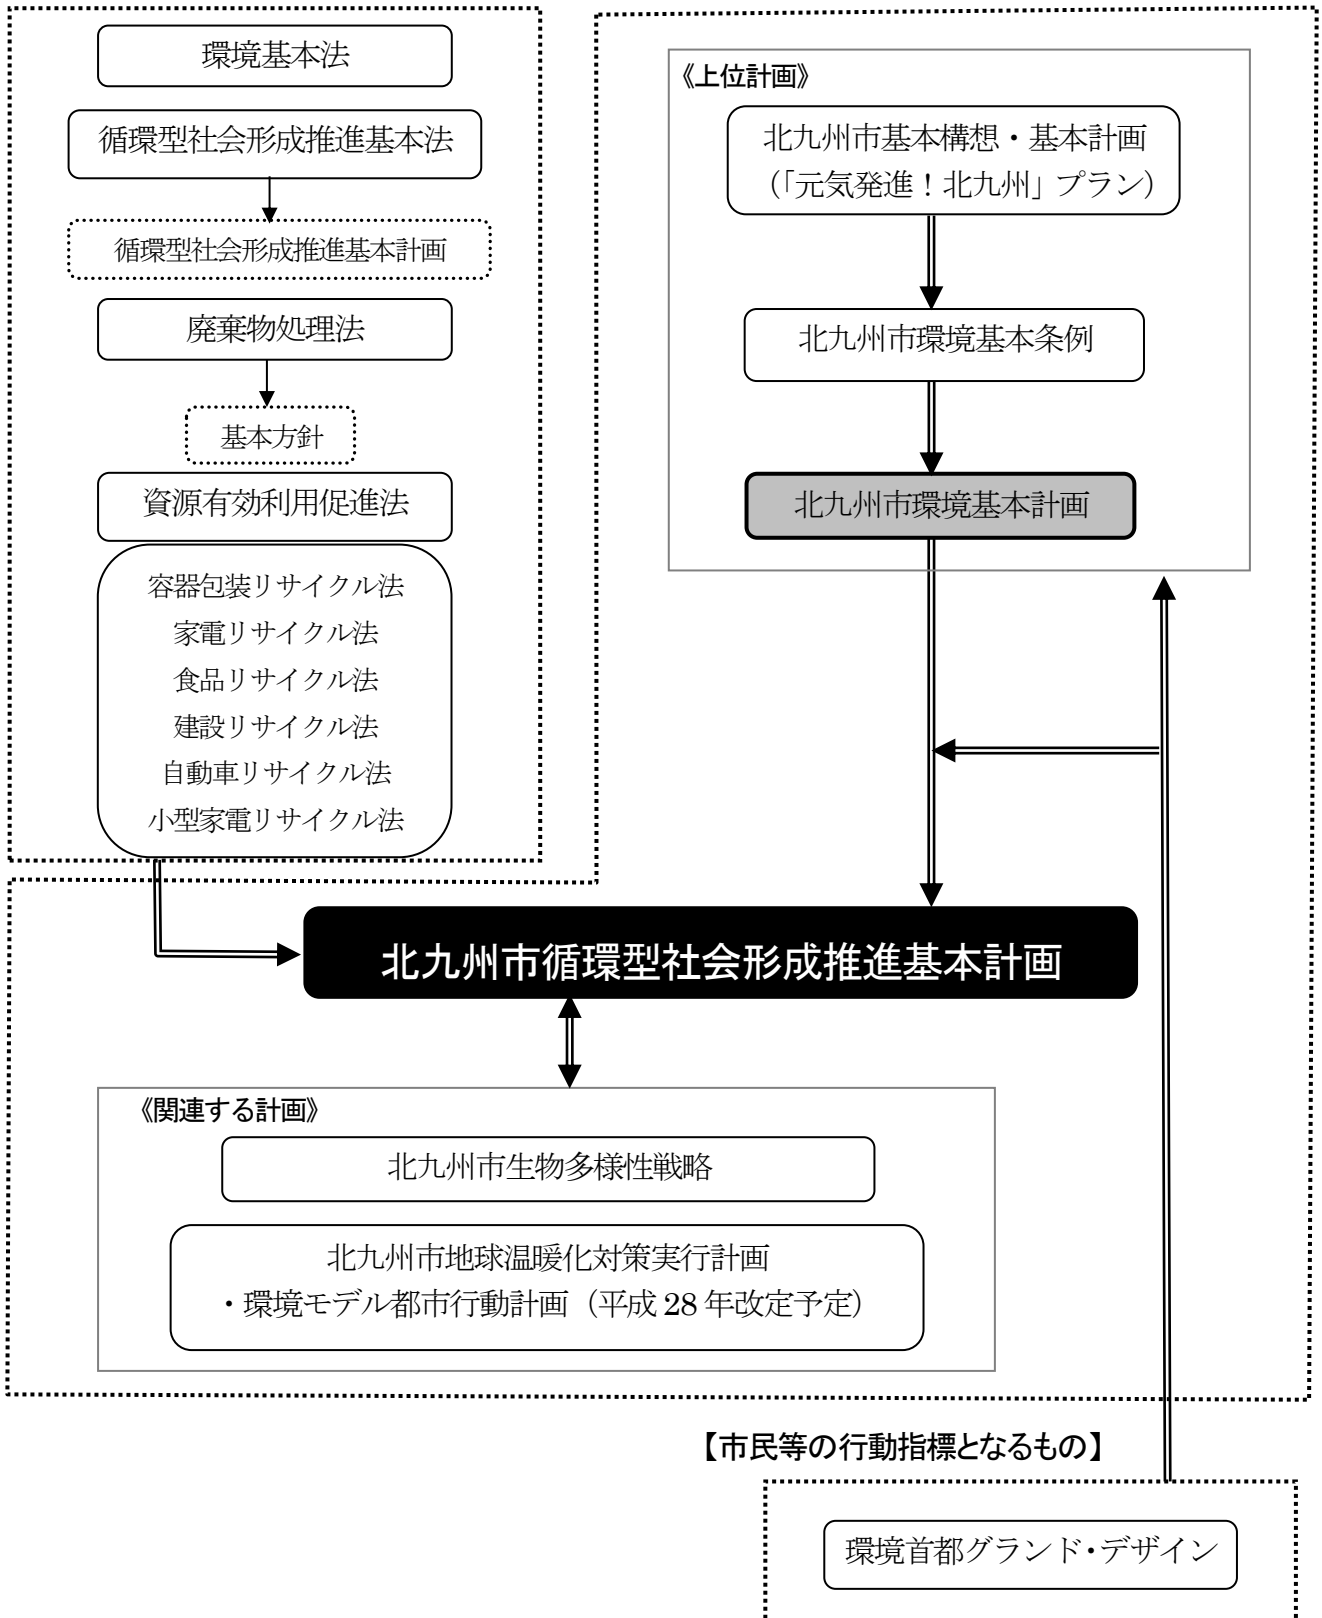 環境基本法
循環型社会形成推進基本法
循環型社会形成推進基本計画
廃棄物処理法
基本方針
資源有効利用促進法
容器包装リサイクル法
家電リサイクル法
食品リサイクル法
建設リサイクル法
自動車リサイクル法
小型家電リサイクル法
《上位計画》
北九州市基本構想・基本計画
（「元気発進！北九州」プラン）
北九州市環境基本条例
北九州市環境基本計画
北九州市循環型社会形成推進基本計画
《関連する計画》
北九州市生物多様性戦略
北九州市地球温暖化対策実行計画
・環境モデル都市行動計画（平成 28 年改定予定）
【市民等の行動指標となるもの】
環境首都グランド・デザイン